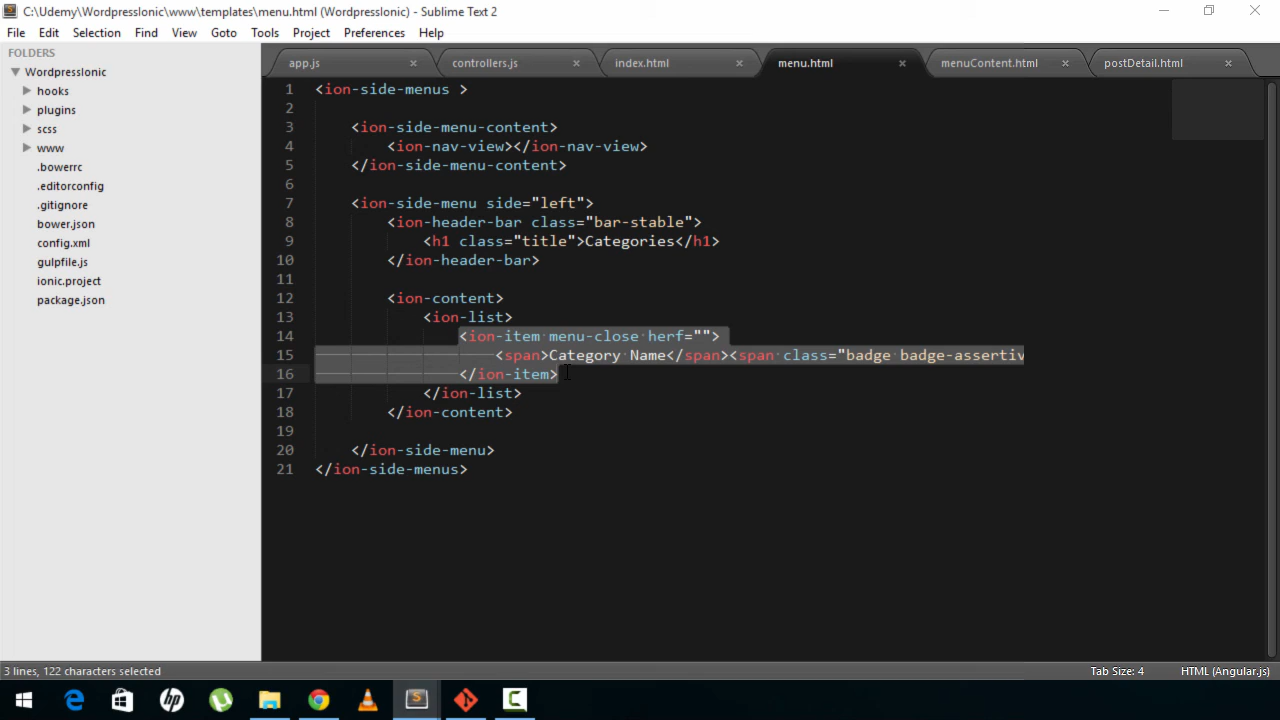 C:\Udemy\WordpressIonic\www\templates\menu.html (WordpressIonic) - Sublime Text 2
File Edit Selection Find View Goto Tools Project Preferences Help
FOLDERS
WordpressIonic
hooks
plugins
scss
www
.bowerrc
.editorconfig
.gitignore
bower.json
config.xml
gulpfile.js
ionic.project
package.json
app.js controllers.js index.html menu.html menuContent.html postDetail.html
1 <ion-side-menus >
2
3 <ion-side-menu-content>
4 <ion-nav-view></ion-nav-view>
5 </ion-side-menu-content>
6
7 <ion-side-menu side="left">
8 <ion-header-bar class="bar-stable">
9 <h1 class="title">Categories</h1>
10 </ion-header-bar>
11
12 <ion-content>
13 <ion-list>
14 <ion-item menu-close herf="">
15 <span>Category Name</span><span class="badge badge-assertiv
16 </ion-item>
17 </ion-list>
18 </ion-content>
19
20 </ion-side-menu>
21 </ion-side-menus>
3 lines, 122 characters selected
Tab Size: 4
HTML (Angular.js)